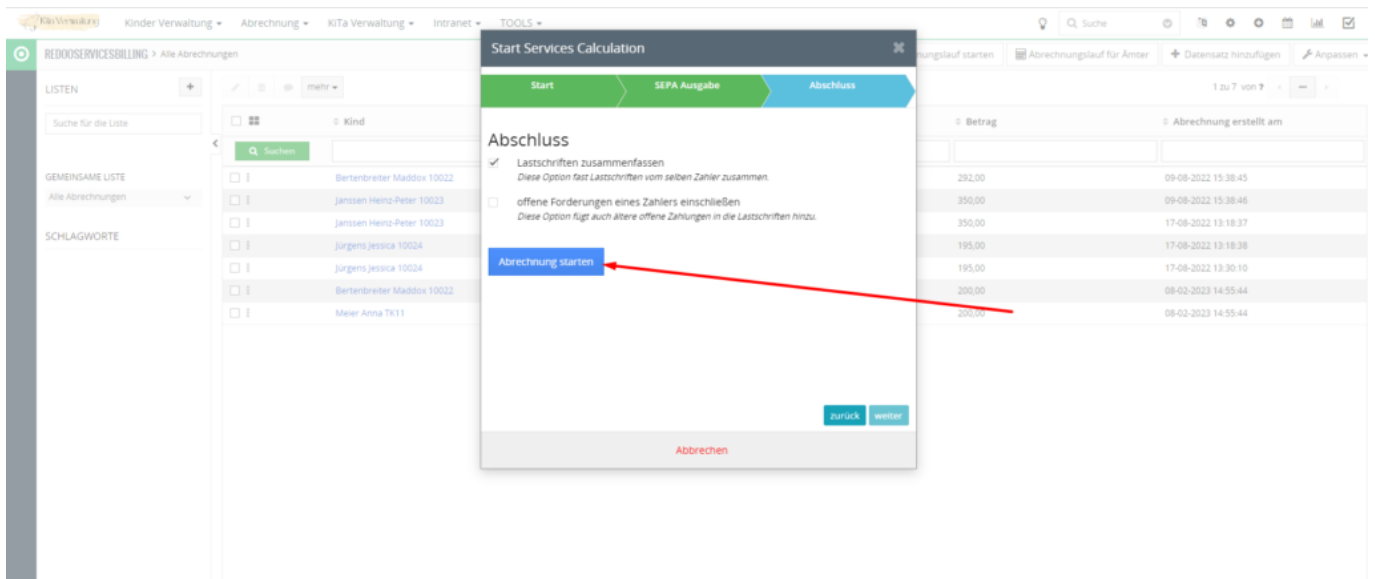 Kita Verwaltung Kinder Verwaltung Abrechnung KiTa Verwaltung Intranet TOOLS Suche
REDOOSERVICESBILLING > Alle Abrechnungen
nungslauf starten Abrechnungslauf für Ämter + Datensatz hinzufügen Anpassen
Start Services Calculation
Start SEPA Ausgabe Abschluss
LISTEN +
mehr
1 zu 7 von ?
Suche für die Liste
Kind Betrag Abrechnung erstellt am
Suchen
GEMEINSAME LISTE
Alle Abrechnungen
SCHLAGWORTE
Bertenbreiter Maddox 10022 292,00 09-08-2022 15:38:45
Janssen Heinz-Peter 10023 350,00 09-08-2022 15:38:46
Janssen Heinz-Peter 10023 350,00 17-08-2022 13:18:37
Jürgens Jessica 10024 195,00 17-08-2022 13:18:38
Jürgens Jessica 10024 195,00 17-08-2022 13:30:10
Bertenbreiter Maddox 10022 200,00 08-02-2023 14:55:44
Meier Anna TK11 200,00 08-02-2023 14:55:44
Abschluss
Lastschriften zusammenfassen
Diese Option fast Lastschriften vom selben Zahler zusammen.
offene Forderungen eines Zahlers einschließen
Diese Option fügt auch ältere offene Zahlungen in die Lastschriften hinzu.
Abrechnung starten
zurück weiter
Abbrechen